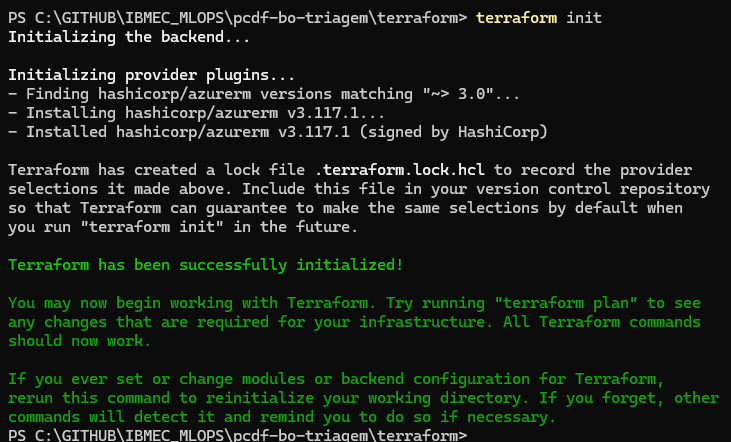 PS C:\GITHUB\IBMEC_MLOPS\pcdf-bo-triagem\terraform> terraform init
Initializing the backend...
Initializing provider plugins...
- Finding hashicorp/azurerm versions matching "~> 3.0"...
- Installing hashicorp/azurerm v3.117.1...
- Installed hashicorp/azurerm v3.117.1 (signed by HashiCorp)
Terraform has created a lock file .terraform.lock.hcl to record the provider
selections it made above. Include this file in your version control repository
so that Terraform can guarantee to make the same selections by default when
you run "terraform init" in the future.
Terraform has been successfully initialized!
You may now begin working with Terraform. Try running "terraform plan" to see
any changes that are required for your infrastructure. All Terraform commands
should now work.
If you ever set or change modules or backend configuration for Terraform,
rerun this command to reinitialize your working directory. If you forget, other
commands will detect it and remind you to do so if necessary.
PS C:\GITHUB\IBMEC_MLOPS\pcdf-bo-triagem\terraform>